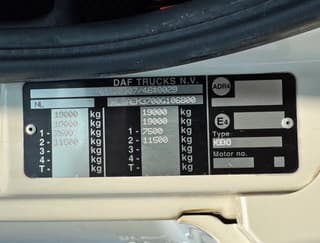 DAF TRUCKS N.V.
NL
19000 kg 19000 kg
19000 kg 19000 kg
1 - 7500 kg 1 - 7500 kg
2 - 11500 kg 2 - 11500 kg
3 - kg 3 - kg
4 - kg 4 - kg
T - kg T - kg
ADR4
E4
Type
Motor no.